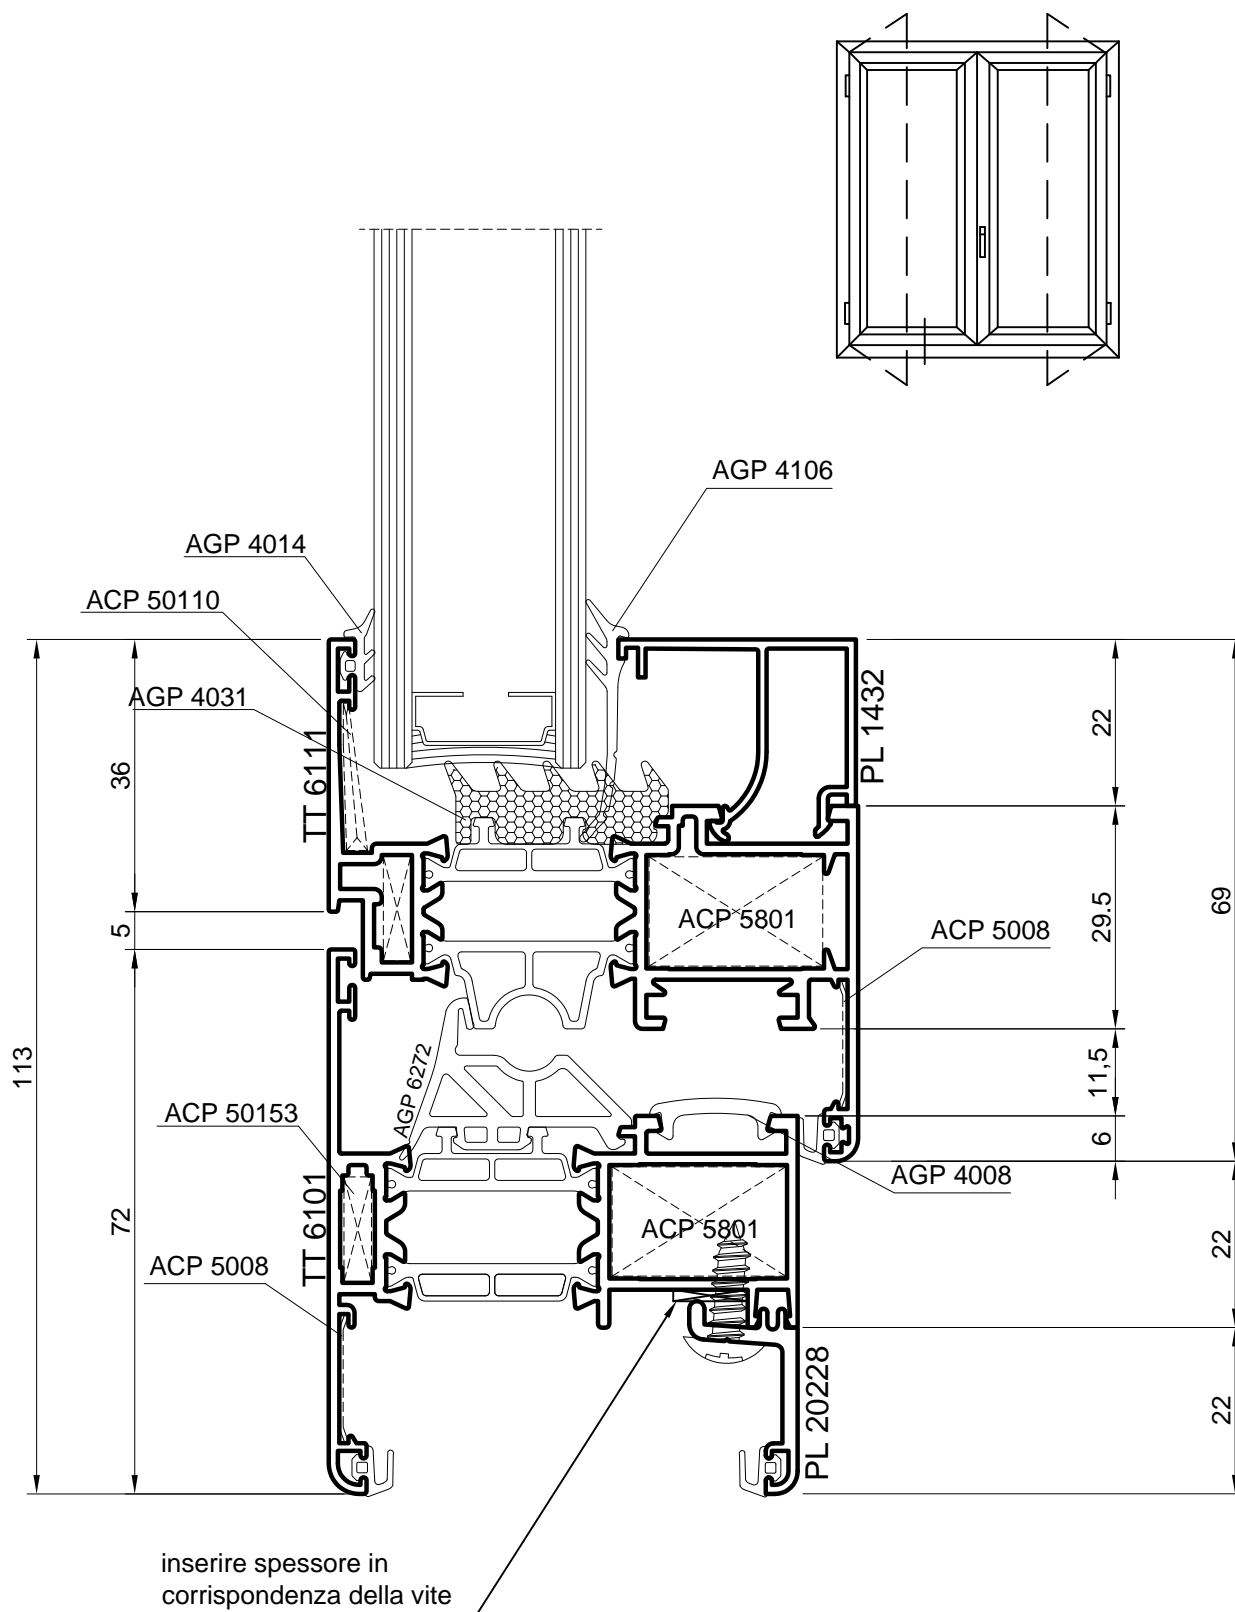 AGP 4106
AGP 4014
ACP 50110
AGP 4031
TT 6111
PL 1432
22
36
ACP 5801
29.5
69
ACP 5008
5
113
AGP 6272
11,5
ACP 50153
6
AGP 4008
TT 6101
72
ACP 5801
22
ACP 5008
PL 20228
22
inserire spessore in
corrispondenza della vite